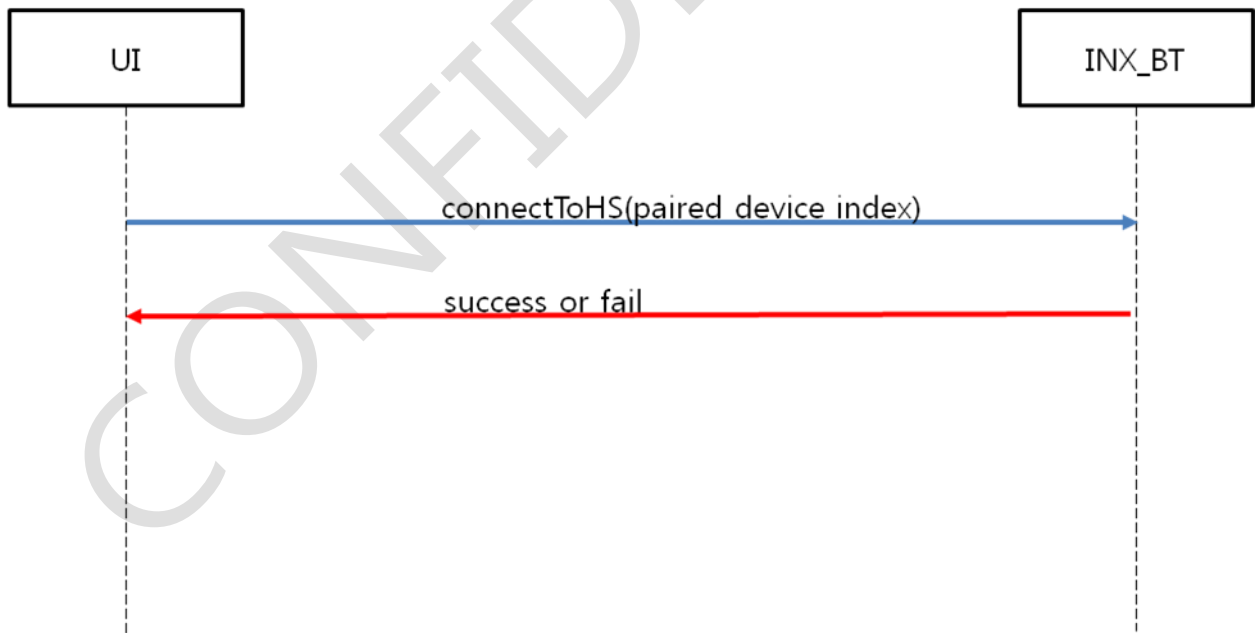 UI
INX_BT
connectToHS(paired device index)
success or fail
CONFID